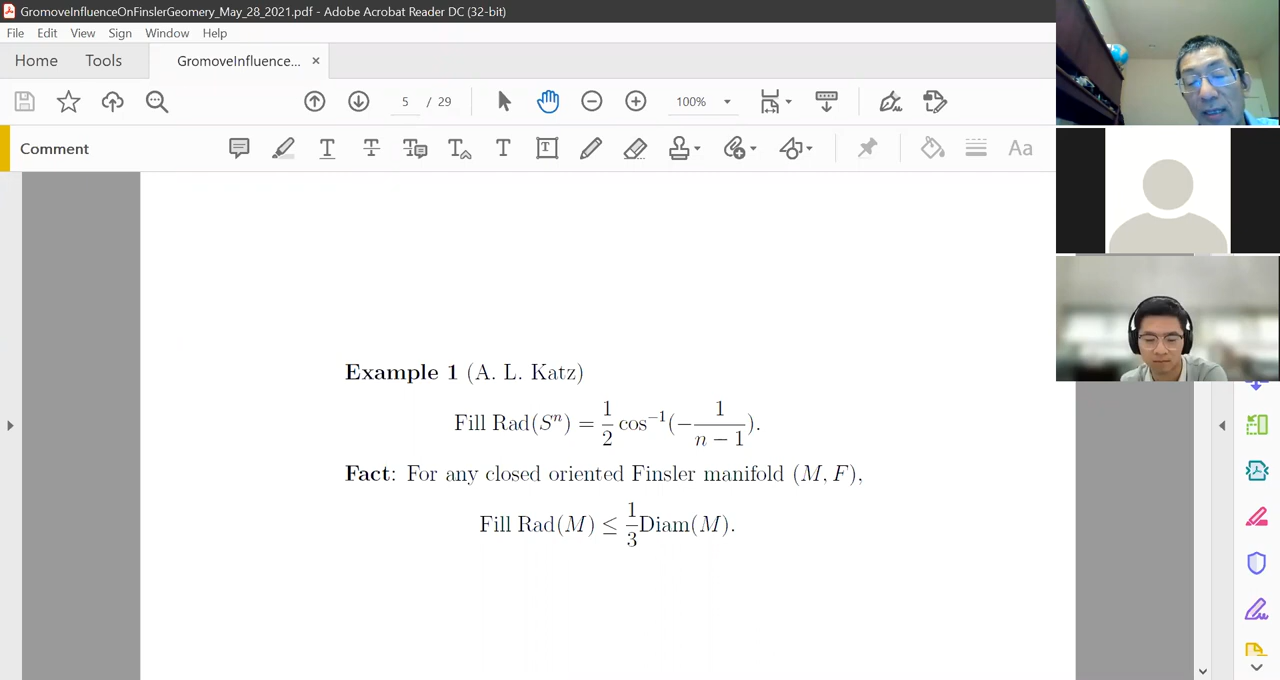 GromoveInfluenceOnFinslerGeomery_May_28_2021.pdf - Adobe Acrobat Reader DC (32-bit)
File Edit View Sign Window Help
Home Tools GromoveInfluence... ×
5 / 29 100%
Comment
Example 1 (A. L. Katz)
Fill Rad(Sⁿ) = 1/2 cos⁻¹(− 1/(n − 1)).
Fact: For any closed oriented Finsler manifold (M, F),
Fill Rad(M) ≤ 1/3 Diam(M).